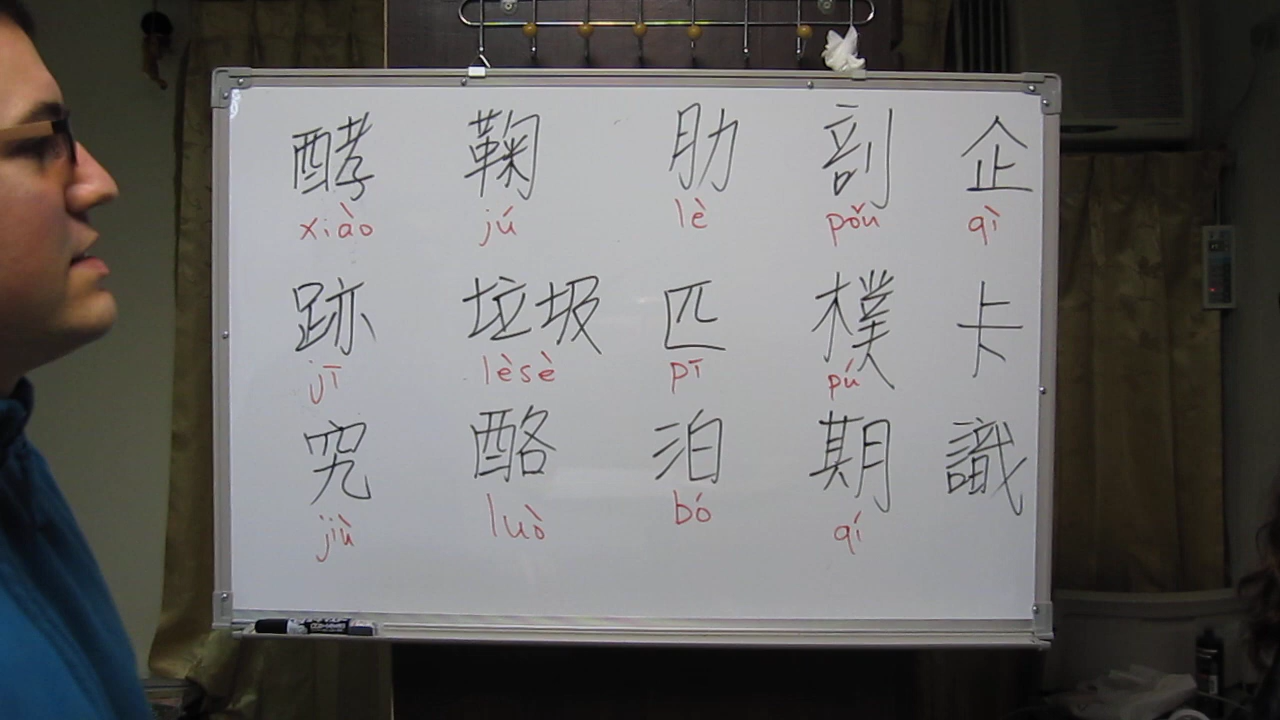 酵 鞠 肋 剖 企
xiào jú lè pǒu qì
跡 垃圾 匹 樸 卡
jī lèsè pī pú
究 酪 泊 期 識
jiù luò bó qí